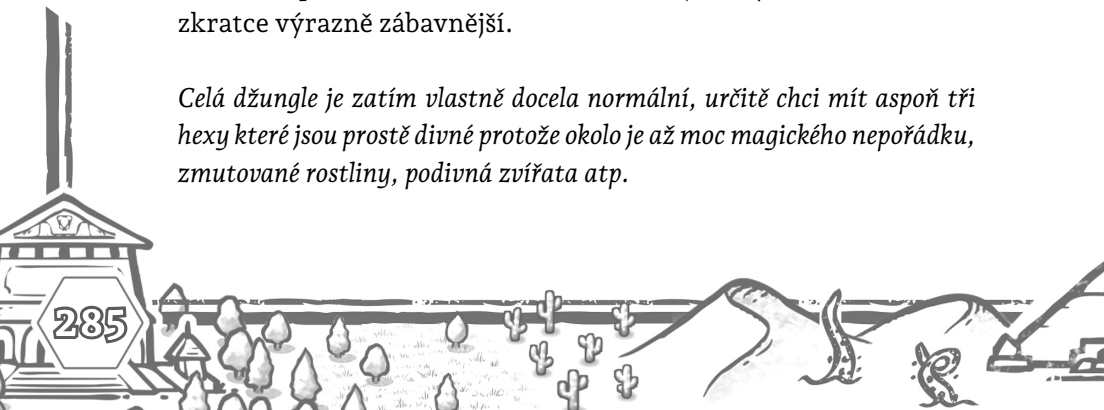 zkratce výrazně zábavnější.
Celá džungle je zatím vlastně docela normální, určitě chci mít aspoň tři
hexy které jsou prostě divné protože okolo je až moc magického nepořádku,
zmutované rostliny, podivná zvířata atp.
285